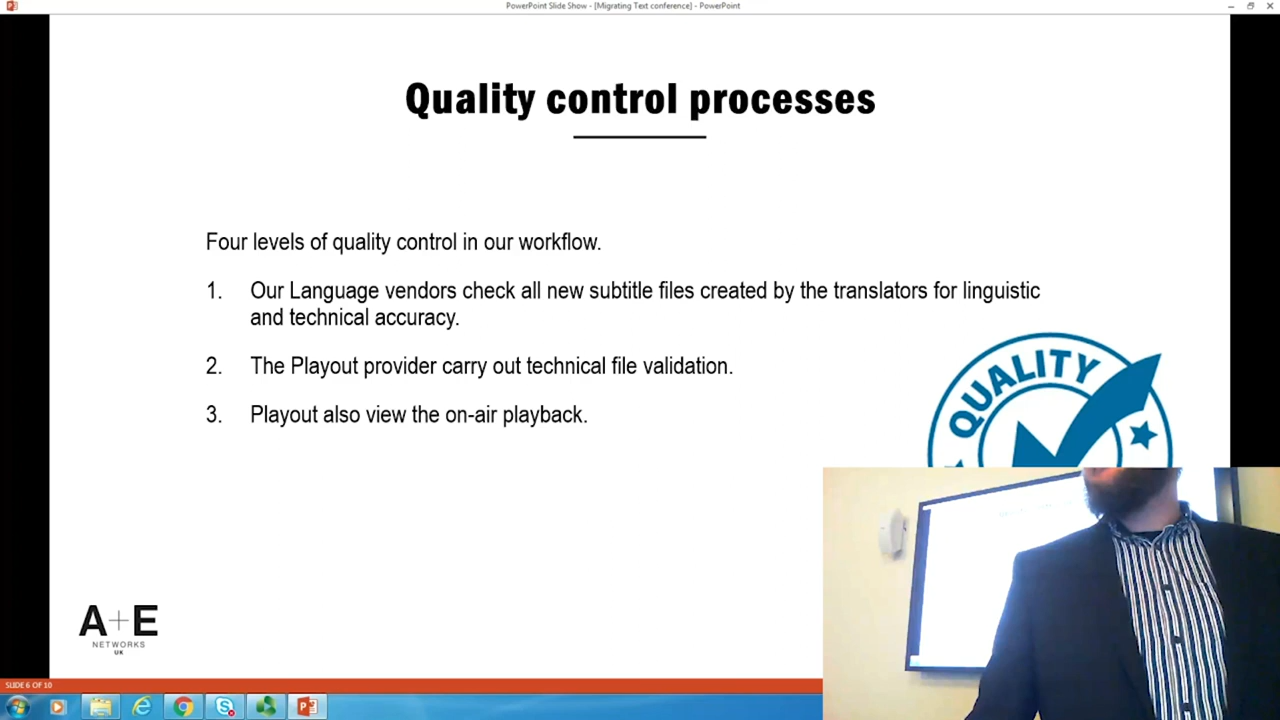 PowerPoint Slide Show - [Migrating Text conference] - PowerPoint
Quality control processes
Four levels of quality control in our workflow.
1. Our Language vendors check all new subtitle files created by the translators for linguistic
and technical accuracy.
2. The Playout provider carry out technical file validation.
3. Playout also view the on-air playback.
QUALITY
A+E
NETWORKS
UK
SLIDE 6 OF 10